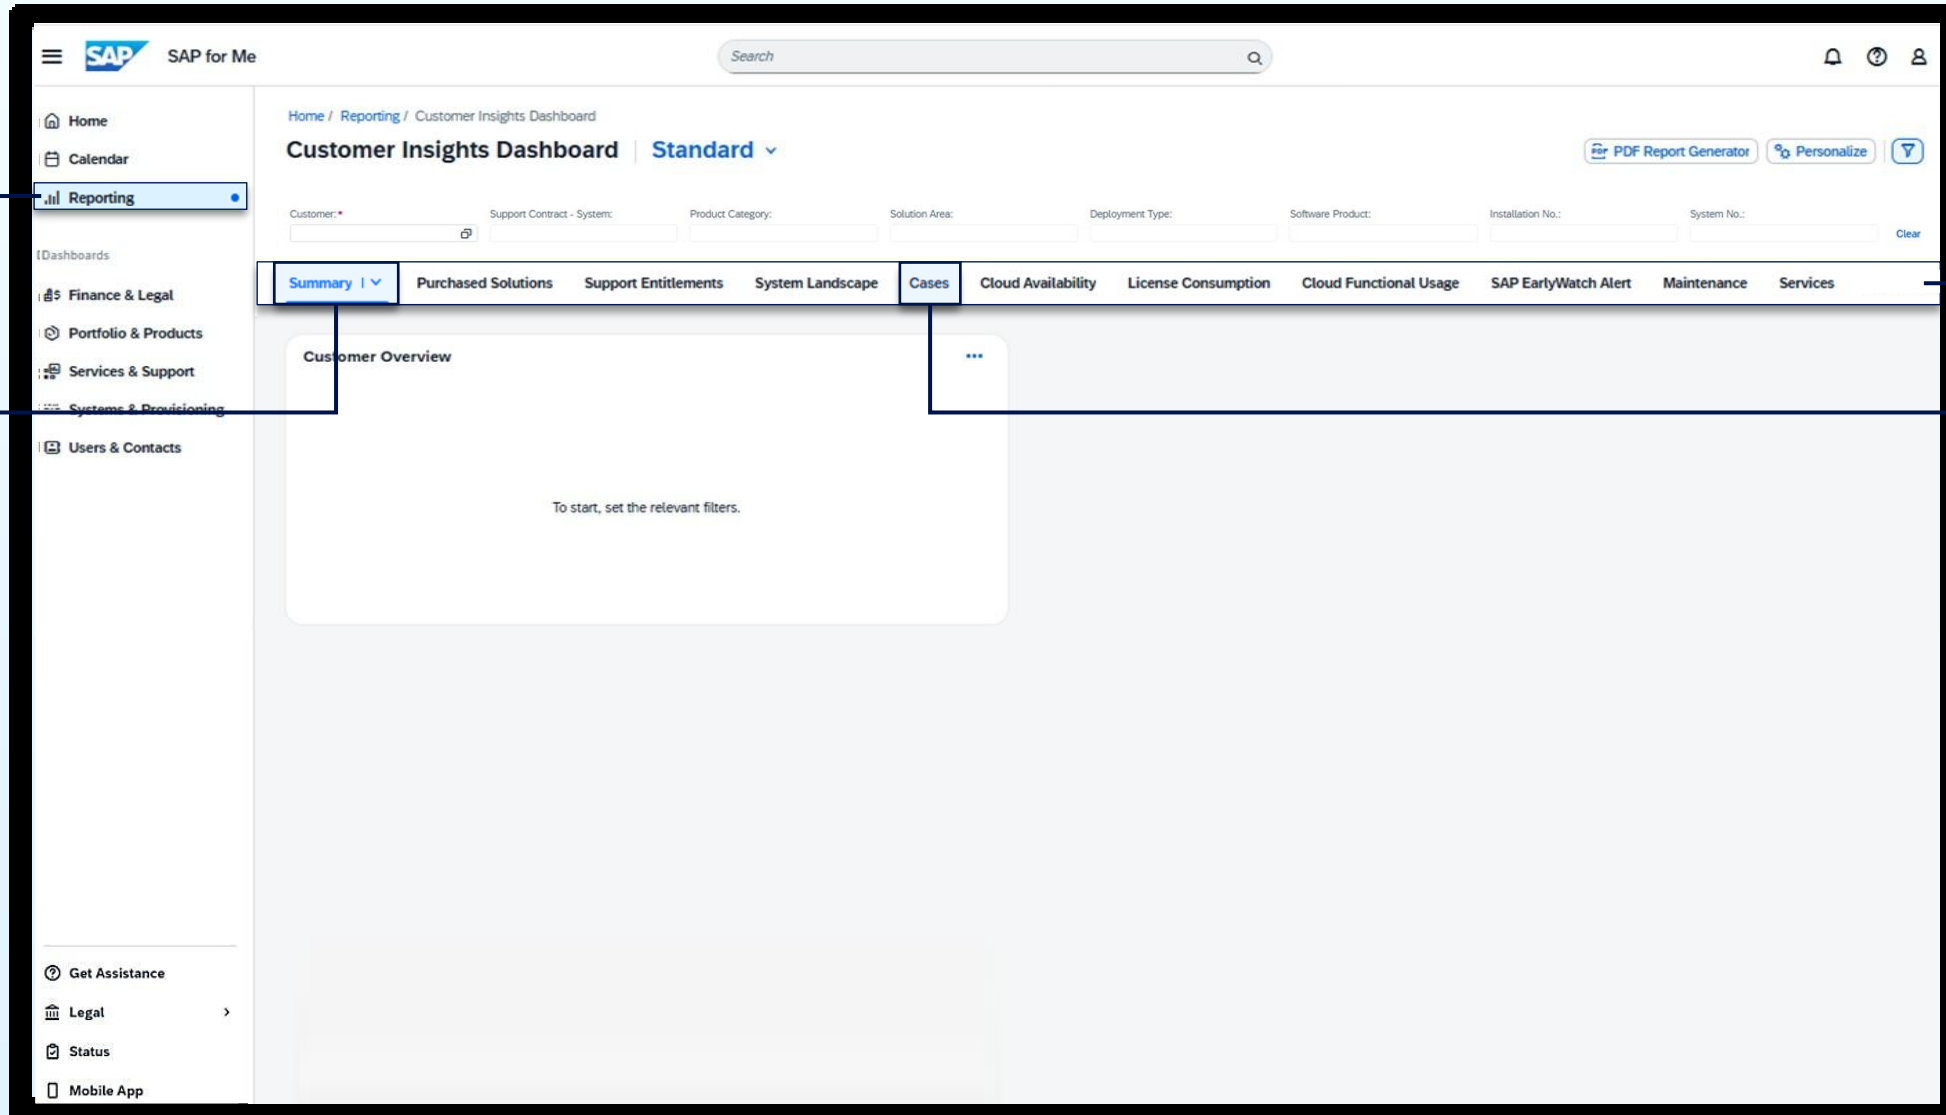 SAP SAP for Me Search
Home
Calendar
Reporting
Dashboards
Finance & Legal
Portfolio & Products
Services & Support
Systems & Provisioning
Users & Contacts
Get Assistance
Legal
Status
Mobile App
Home / Reporting / Customer Insights Dashboard
Customer Insights Dashboard Standard
PDF PDF Report Generator Personalize
Customer:* Support Contract - System: Product Category: Solution Area: Deployment Type: Software Product: Installation No.: System No.:
Clear
Summary Purchased Solutions Support Entitlements System Landscape Cases Cloud Availability License Consumption Cloud Functional Usage SAP EarlyWatch Alert Maintenance Services
Customer Overview
To start, set the relevant filters.